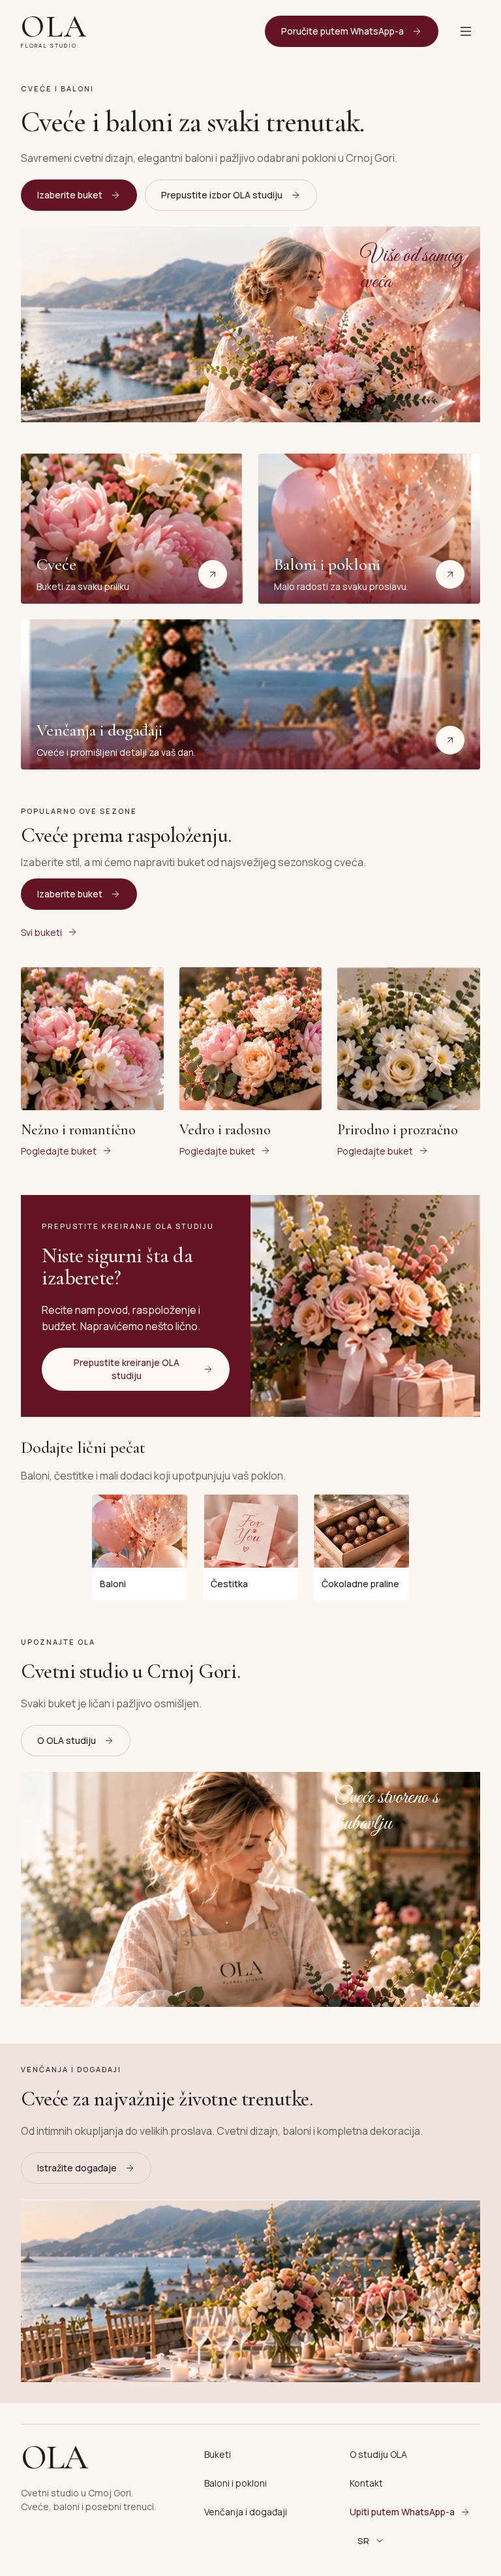 OLA
FLORAL STUDIO
Poručite putem WhatsApp-a
CVEĆE I BALONI
Cveće i baloni za svaki trenutak.
Savremeni cvetni dizajn, elegantni baloni i pažljivo odabrani pokloni u Crnoj Gori.
Izaberite buket
Prepustite izbor OLA studiju
Više od samog
cveća
Cveće
Buketi za svaku priliku
Baloni i pokloni
Malo radosti za svaku proslavu.
Venčanja i događaji
Cveće i promišljeni detalji za vaš dan.
POPULARNO OVE SEZONE
Cveće prema raspoloženju.
Izaberite stil, a mi ćemo napraviti buket od najsvežijeg sezonskog cveća.
Izaberite buket
Svi buketi
Nežno i romantično
Pogledajte buket
Vedro i radosno
Pogledajte buket
Prirodno i prozračno
Pogledajte buket
PREPUSTITE KREIRANJE OLA STUDIJU
Niste sigurni šta da
izaberete?
Recite nam povod, raspoloženje i
budžet. Napravićemo nešto lično.
Prepustite kreiranje OLA
studiju
Dodajte lični pečat
Baloni, čestitke i mali dodaci koji upotpunjuju vaš poklon.
For
You
Baloni
Čestitka
Čokoladne praline
UPOZNAJTE OLA
Cvetni studio u Crnoj Gori.
Svaki buket je ličan i pažljivo osmišljen.
O OLA studiju
Cveće stvoreno s
ljubavlju
OLA
FLORAL STUDIO
VENČANJA I DOGAĐAJI
Cveće za najvažnije životne trenutke.
Od intimnih okupljanja do velikih proslava. Cvetni dizajn, baloni i kompletna dekoracija.
Istražite događaje
OLA
Cvetni studio u Crnoj Gori.
Cveće, baloni i posebni trenuci.
Buketi
Baloni i pokloni
Venčanja i događaji
O studiju OLA
Kontakt
Upiti putem WhatsApp-a
SR